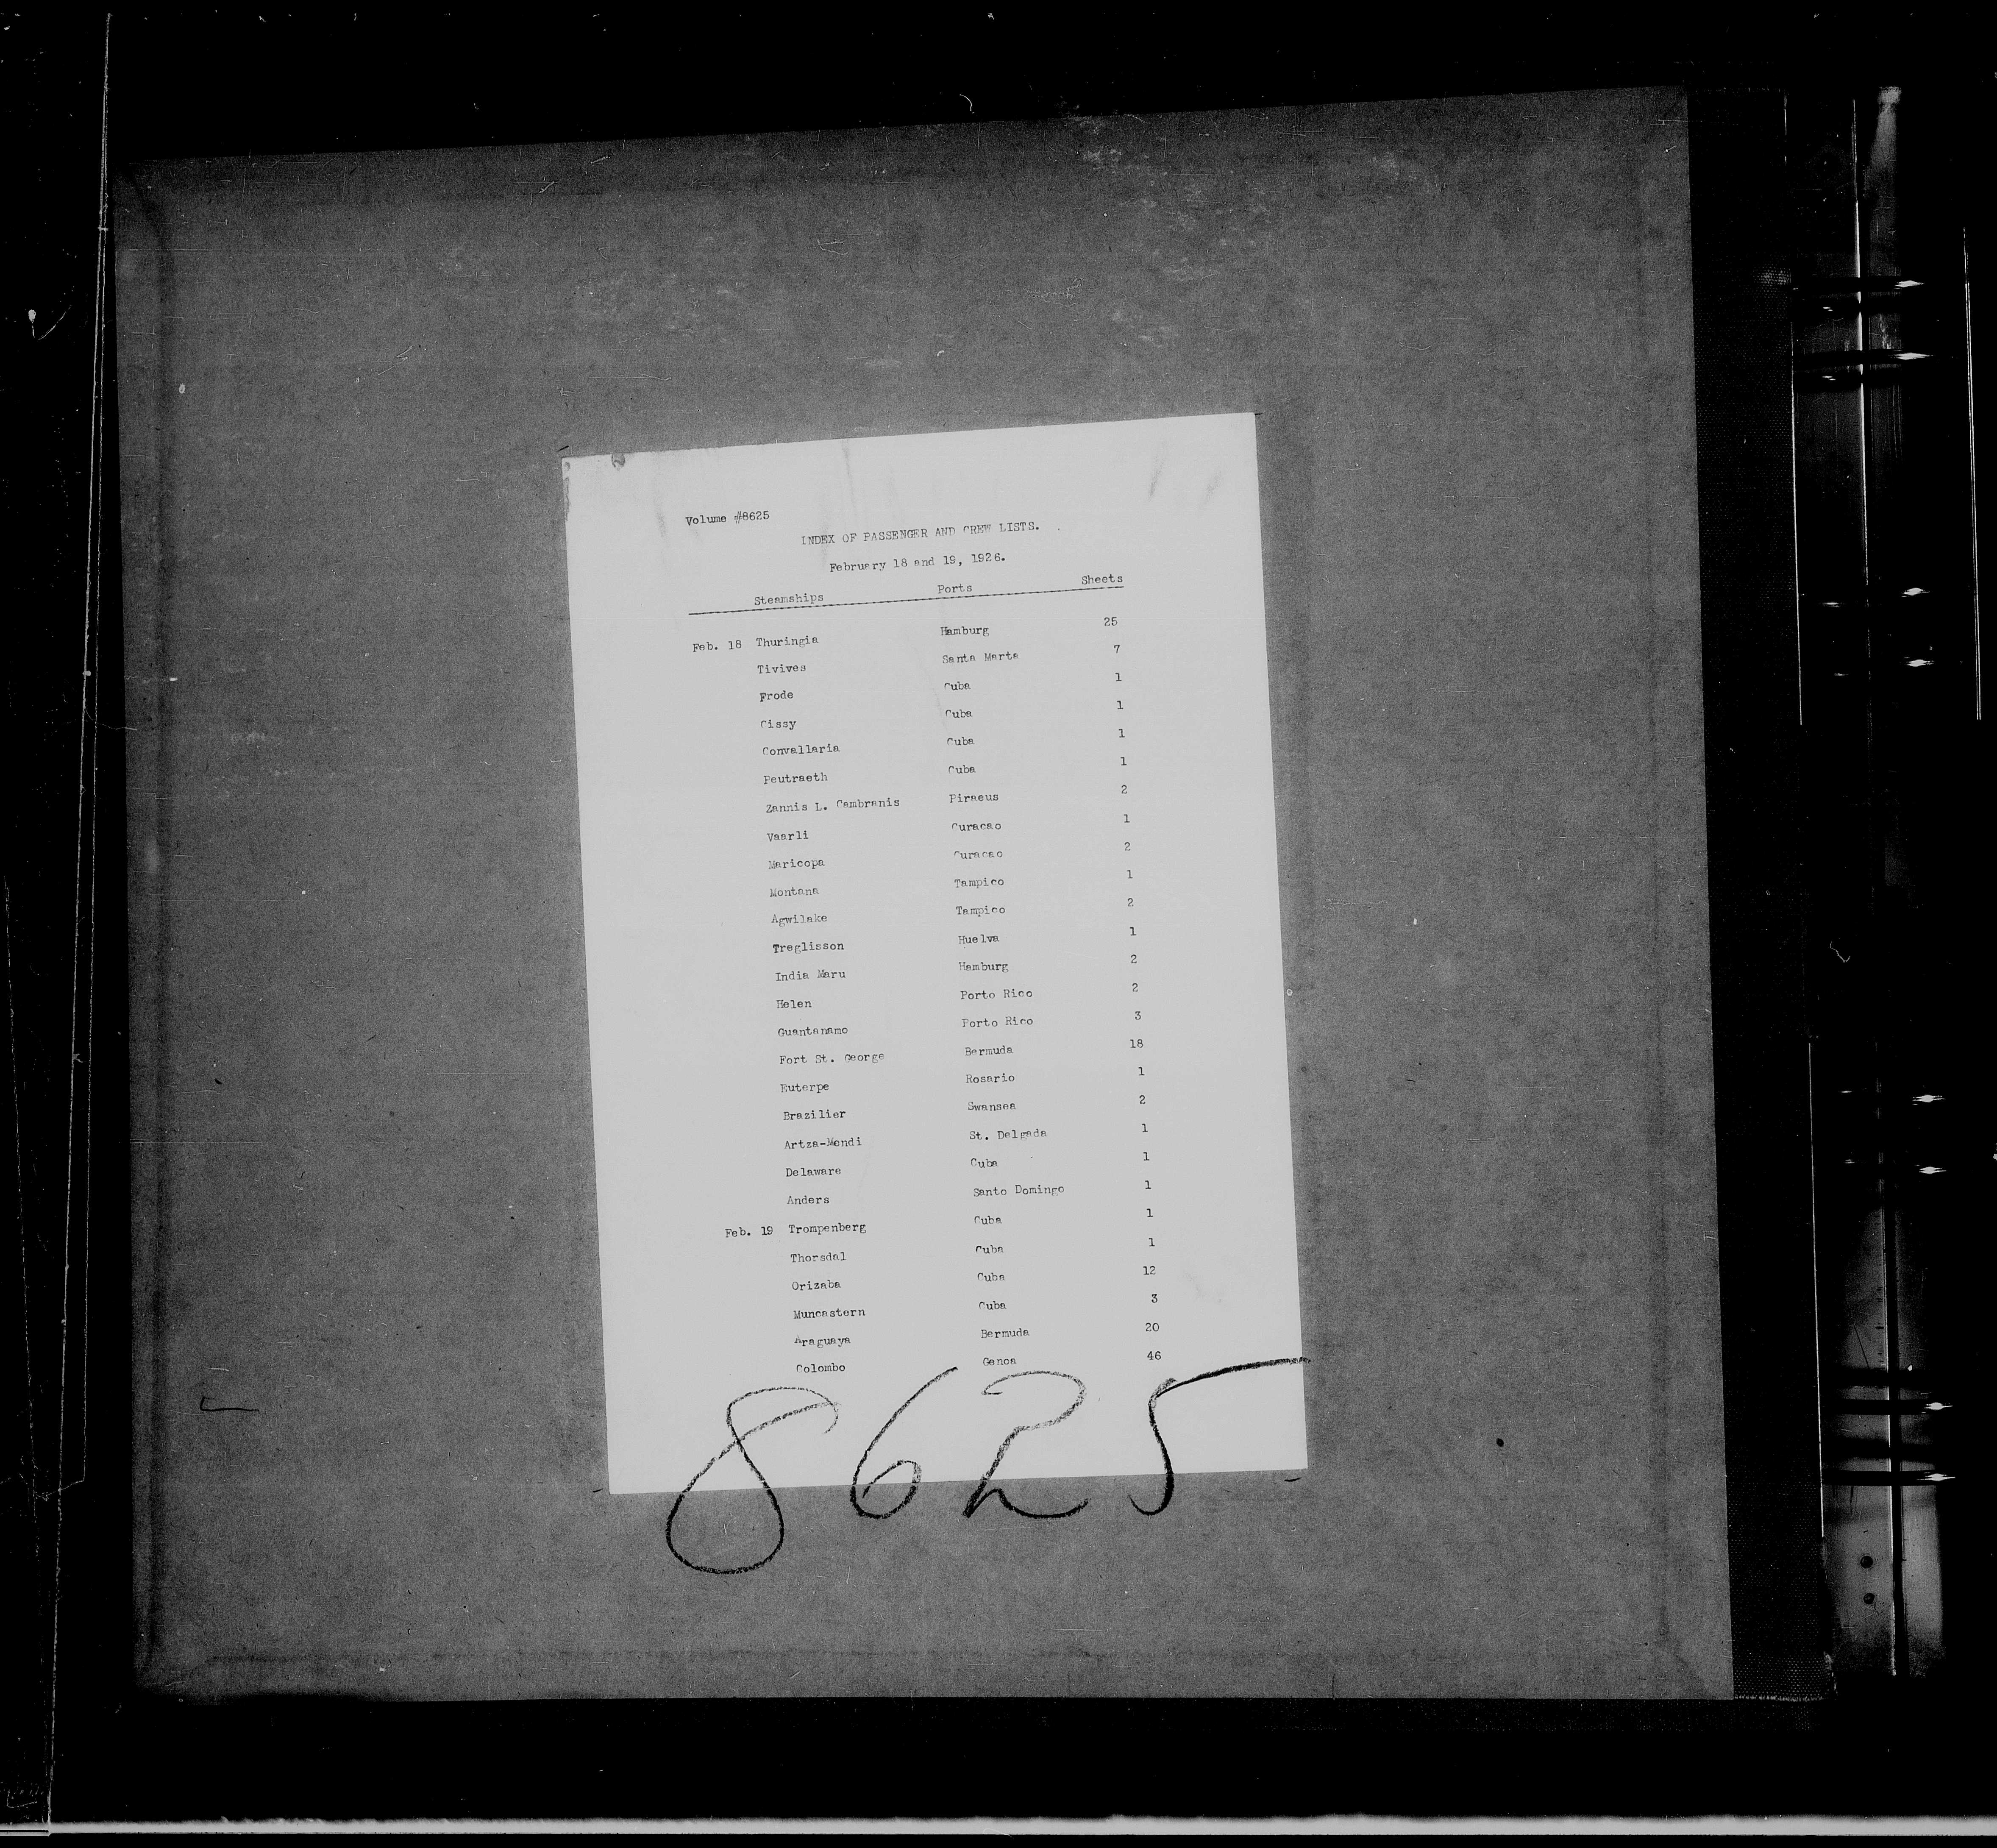 Volume #8625
INDEX OF PASSENGER AND CREW LISTS.
February 18 and 19, 1926.
Steamships Ports Sheets
Feb. 18 Thuringia Hamburg 25
Tivives Santa Marta 7
Frode Cuba 1
Cissy Cuba 1
Convallaria Cuba 1
Peutraeth Cuba 1
Zannis L. Cambranis Piraeus 2
Vaarli Curacao 1
Maricopa Curacao 2
Montana Tampico 1
Agwilake Tampico 2
Treglisson Huelva 1
India Maru Hamburg 2
Helen Porto Rico 2
Guantanamo Porto Rico 3
Fort St. George Bermuda 18
Euterpe Rosario 1
Brazilier Swansea 2
Artza-Mendi St. Delgada 1
Delaware Cuba 1
Anders Santo Domingo 1
Feb. 19 Trompenberg Cuba 1
Thorsdal Cuba 1
Orizaba Cuba 12
Muncastern Cuba 3
Araguaya Bermuda 20
Colombo Genoa 46
8625